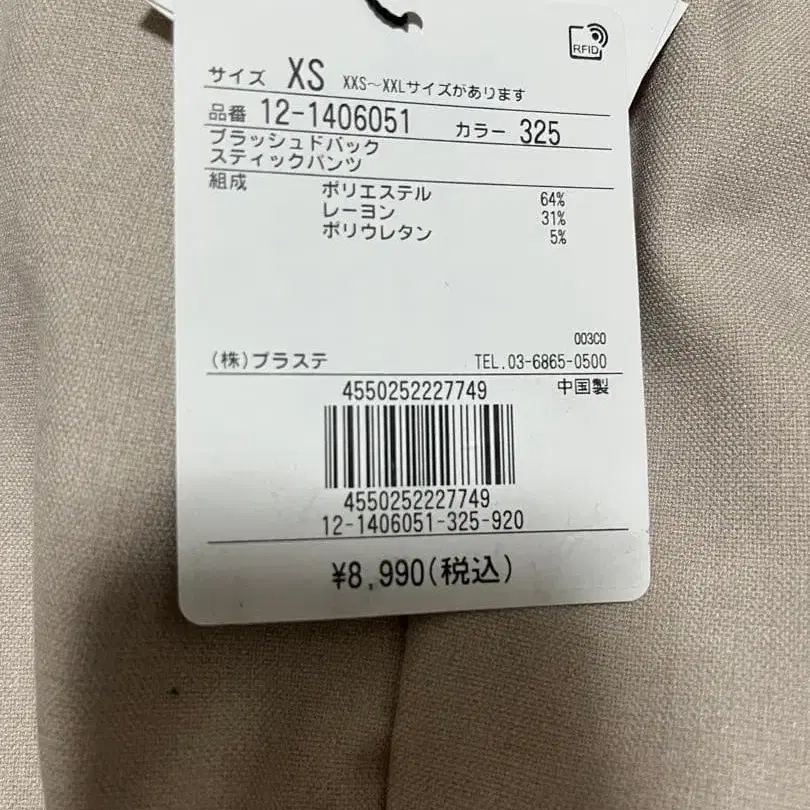 RFID
サイズ XS XXS～XXLサイズがあります
品番 12-1406051 カラー 325
ブラッシュドバック
スティックパンツ
組成 ポリエステル 64%
レーヨン 31%
ポリウレタン 5%
003C0
(株)プラステ TEL.03-6865-0500
4550252227749 中国製
4550252227749
12-1406051-325-920
¥8,990(税込)